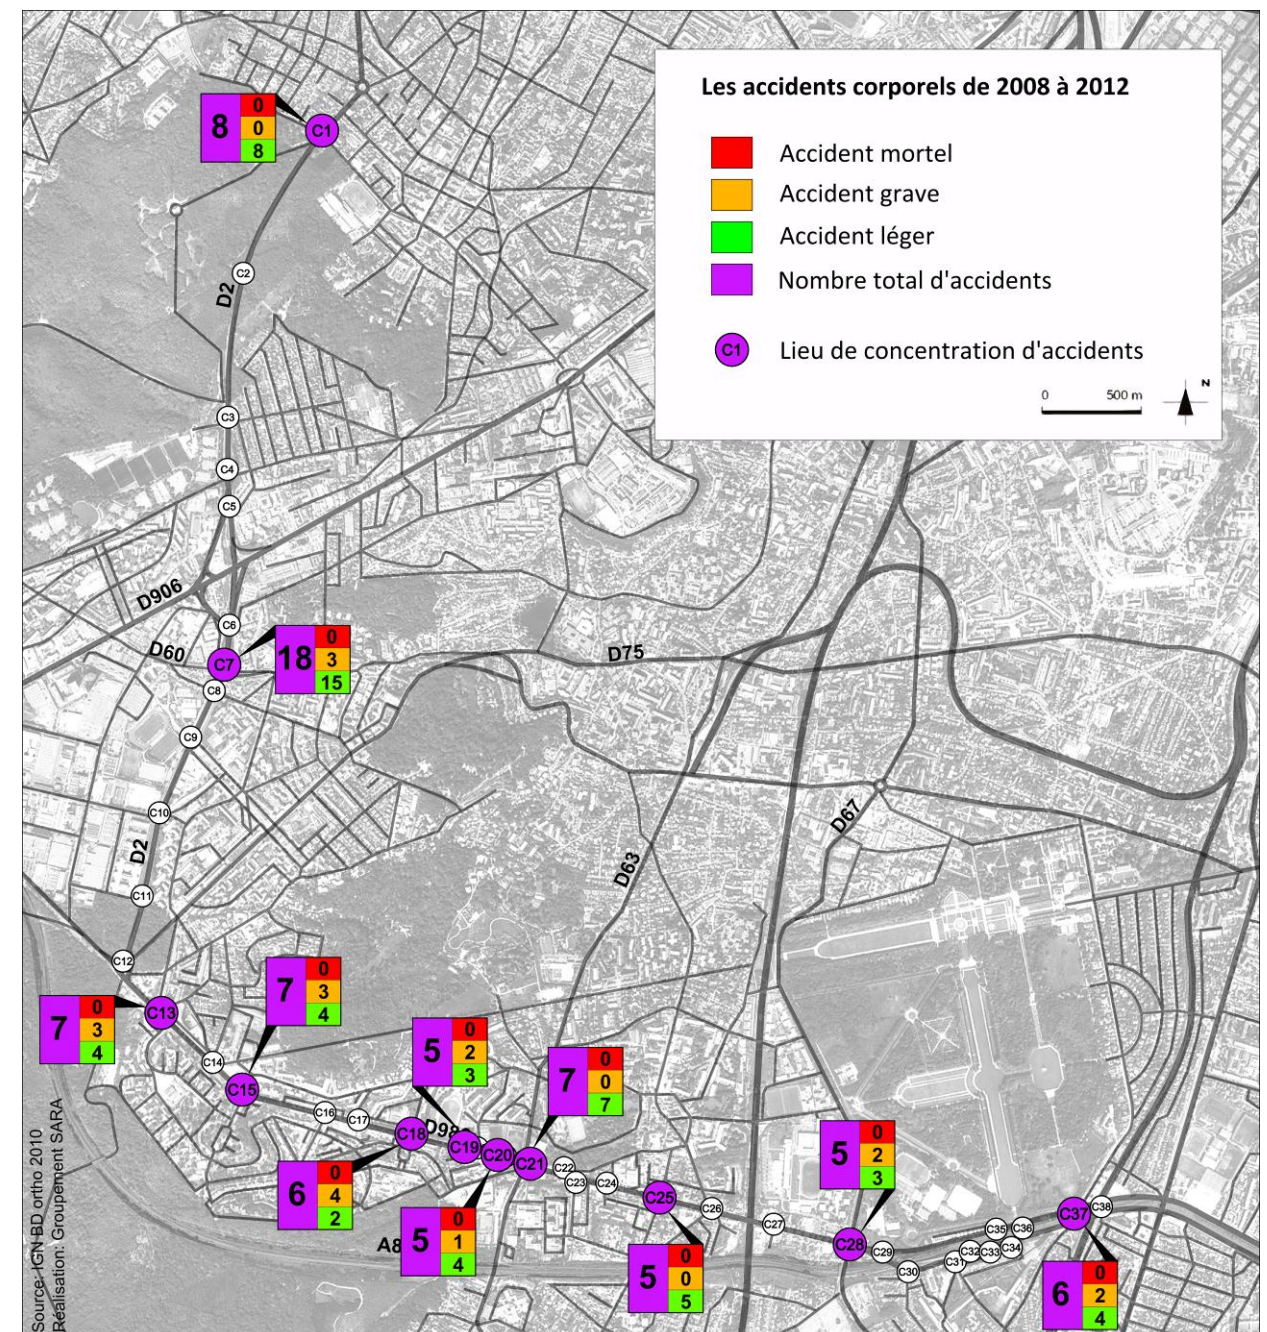 Les accidents corporels de 2008 à 2012
Accident mortel
Accident grave
Accident léger
Nombre total d'accidents
C1
Lieu de concentration d'accidents
0 500 m
N
8
0
0
8
C1
C2
D2
C3
C4
C5
D906
C6
D60
C7
18
0
3
15
D75
C8
C9
C10
D2
C11
D67
D63
C12
7
0
3
4
C13
7
0
3
4
C14
C15
C16
C17
5
0
2
3
7
0
0
7
C18
D98
C19
C20
C21
C22
C23
C24
6
0
4
2
A8
5
0
1
4
C25
C26
C27
5
0
0
5
5
0
2
3
C28
C29
C30
C31
C32
C33
C34
C35
C36
C37
C38
6
0
2
4
Source: IGN BD ortho 2010
Réalisation: Groupement SARA